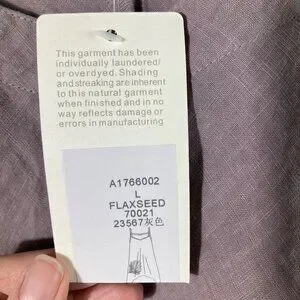 This garment has been
individually laundered/
or overdyed. Shading
and streaking are inherent
to this natural garment
when finished and in no
way reflects damage or
errors in manufacturing
A1766002
L
FLAXSEED
70021
23567灰色